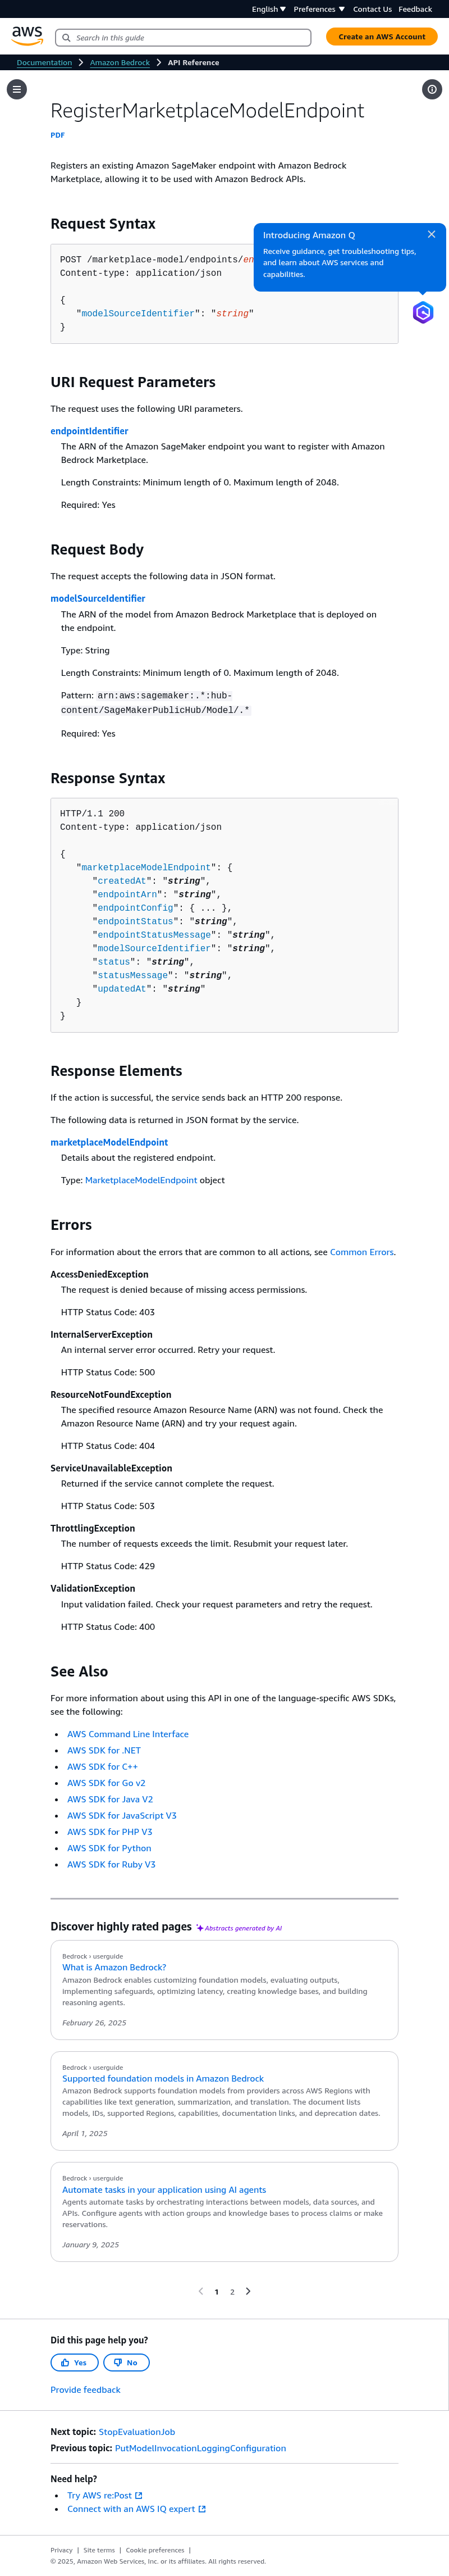 English Preferences Contact Us Feedback
aws Search in this guide Create an AWS Account
Documentation Amazon Bedrock API Reference
RegisterMarketplaceModelEndpoint
PDF
Registers an existing Amazon SageMaker endpoint with Amazon Bedrock
Marketplace, allowing it to be used with Amazon Bedrock APIs.
Request Syntax
Introducing Amazon Q
Receive guidance, get troubleshooting tips,
and learn about AWS services and
capabilities.
POST /marketplace-model/endpoints/
Content-type: application/json
{
"modelSourceIdentifier": "string"
}
URI Request Parameters
The request uses the following URI parameters.
endpointIdentifier
The ARN of the Amazon SageMaker endpoint you want to register with Amazon
Bedrock Marketplace.
Length Constraints: Minimum length of 0. Maximum length of 2048.
Required: Yes
Request Body
The request accepts the following data in JSON format.
modelSourceIdentifier
The ARN of the model from Amazon Bedrock Marketplace that is deployed on
the endpoint.
Type: String
Length Constraints: Minimum length of 0. Maximum length of 2048.
Pattern: arn:aws:sagemaker:.*:hub-
content/SageMakerPublicHub/Model/.*
Required: Yes
Response Syntax
HTTP/1.1 200
Content-type: application/json
{
"marketplaceModelEndpoint": {
"createdAt": "string",
"endpointArn": "string",
"endpointConfig": { ... },
"endpointStatus": "string",
"endpointStatusMessage": "string",
"modelSourceIdentifier": "string",
"status": "string",
"statusMessage": "string",
"updatedAt": "string"
}
}
Response Elements
If the action is successful, the service sends back an HTTP 200 response.
The following data is returned in JSON format by the service.
marketplaceModelEndpoint
Details about the registered endpoint.
Type: MarketplaceModelEndpoint object
Errors
For information about the errors that are common to all actions, see Common Errors.
AccessDeniedException
The request is denied because of missing access permissions.
HTTP Status Code: 403
InternalServerException
An internal server error occurred. Retry your request.
HTTP Status Code: 500
ResourceNotFoundException
The specified resource Amazon Resource Name (ARN) was not found. Check the
Amazon Resource Name (ARN) and try your request again.
HTTP Status Code: 404
ServiceUnavailableException
Returned if the service cannot complete the request.
HTTP Status Code: 503
ThrottlingException
The number of requests exceeds the limit. Resubmit your request later.
HTTP Status Code: 429
ValidationException
Input validation failed. Check your request parameters and retry the request.
HTTP Status Code: 400
See Also
For more information about using this API in one of the language-specific AWS SDKs,
see the following:
• AWS Command Line Interface
• AWS SDK for .NET
• AWS SDK for C++
• AWS SDK for Go v2
• AWS SDK for Java V2
• AWS SDK for JavaScript V3
• AWS SDK for PHP V3
• AWS SDK for Python
• AWS SDK for Ruby V3
Discover highly rated pages Abstracts generated by AI
Bedrock › userguide
What is Amazon Bedrock?
Amazon Bedrock enables customizing foundation models, evaluating outputs,
implementing safeguards, optimizing latency, creating knowledge bases, and building
reasoning agents.
February 26, 2025
Bedrock › userguide
Supported foundation models in Amazon Bedrock
Amazon Bedrock supports foundation models from providers across AWS Regions with
capabilities like text generation, summarization, and translation. The document lists
models, IDs, supported Regions, capabilities, documentation links, and deprecation dates.
April 1, 2025
Bedrock › userguide
Automate tasks in your application using AI agents
Agents automate tasks by orchestrating interactions between models, data sources, and
APIs. Configure agents with action groups and knowledge bases to process claims or make
reservations.
January 9, 2025
1 2
Did this page help you?
Yes No
Provide feedback
Next topic: StopEvaluationJob
Previous topic: PutModelInvocationLoggingConfiguration
Need help?
• Try AWS re:Post
• Connect with an AWS IQ expert
Privacy | Site terms | Cookie preferences |
© 2025, Amazon Web Services, Inc. or its affiliates. All rights reserved.